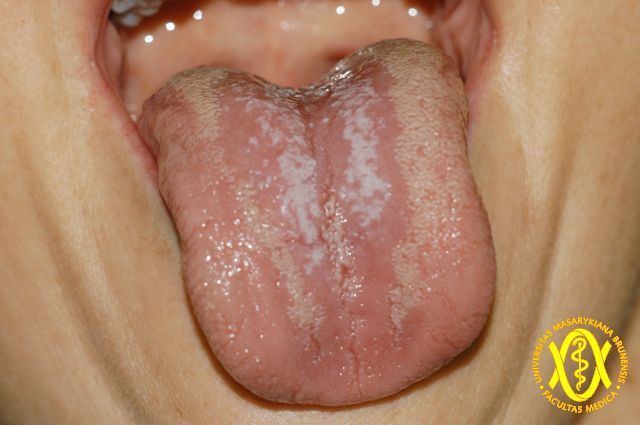 UNIVERSITAS MASARYKIANA BRUNENSIS
• FACULTAS MEDICA •